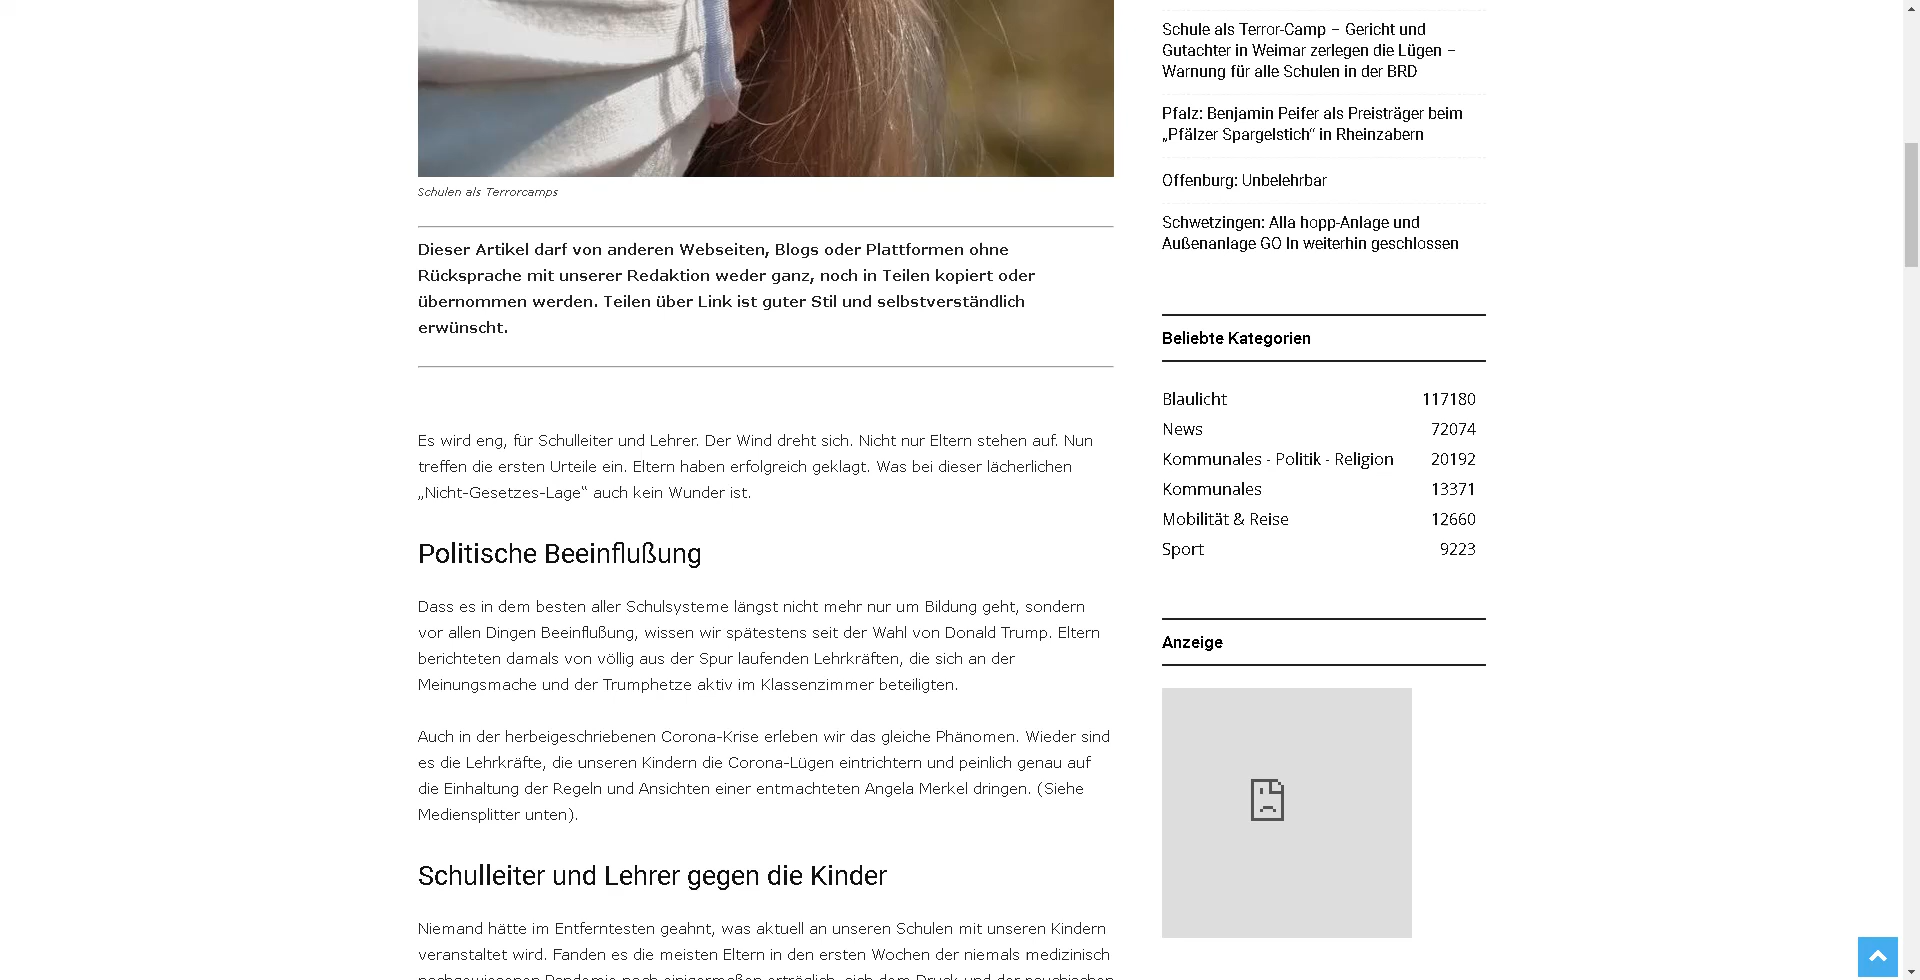 Schulen als Terrorcamps
Dieser Artikel darf von anderen Webseiten, Blogs oder Plattformen ohne
Rücksprache mit unserer Redaktion weder ganz, noch in Teilen kopiert oder
übernommen werden. Teilen über Link ist guter Stil und selbstverständlich
erwünscht.
Es wird eng, für Schulleiter und Lehrer. Der Wind dreht sich. Nicht nur Eltern stehen auf. Nun
treffen die ersten Urteile ein. Eltern haben erfolgreich geklagt. Was bei dieser lächerlichen
„Nicht-Gesetzes-Lage“ auch kein Wunder ist.
Politische Beeinflußung
Dass es in dem besten aller Schulsysteme längst nicht mehr nur um Bildung geht, sondern
vor allen Dingen Beeinflußung, wissen wir spätestens seit der Wahl von Donald Trump. Eltern
berichteten damals von völlig aus der Spur laufenden Lehrkräften, die sich an der
Meinungsmache und der Trumphetze aktiv im Klassenzimmer beteiligten.
Auch in der herbeigeschriebenen Corona-Krise erleben wir das gleiche Phänomen. Wieder sind
es die Lehrkräfte, die unseren Kindern die Corona-Lügen eintrichtern und peinlich genau auf
die Einhaltung der Regeln und Ansichten einer entmachteten Angela Merkel dringen. (Siehe
Mediensplitter unten).
Schulleiter und Lehrer gegen die Kinder
Niemand hätte im Entferntesten geahnt, was aktuell an unseren Schulen mit unseren Kindern
veranstaltet wird. Fanden es die meisten Eltern in den ersten Wochen der niemals medizinisch
Schule als Terror-Camp – Gericht und
Gutachter in Weimar zerlegen die Lügen –
Warnung für alle Schulen in der BRD
Pfalz: Benjamin Peifer als Preisträger beim
„Pfälzer Spargelstich“ in Rheinzabern
Offenburg: Unbelehrbar
Schwetzingen: Alla hopp-Anlage und
Außenanlage GO In weiterhin geschlossen
Beliebte Kategorien
Blaulicht 117180
News 72074
Kommunales - Politik - Religion 20192
Kommunales 13371
Mobilität & Reise 12660
Sport 9223
Anzeige